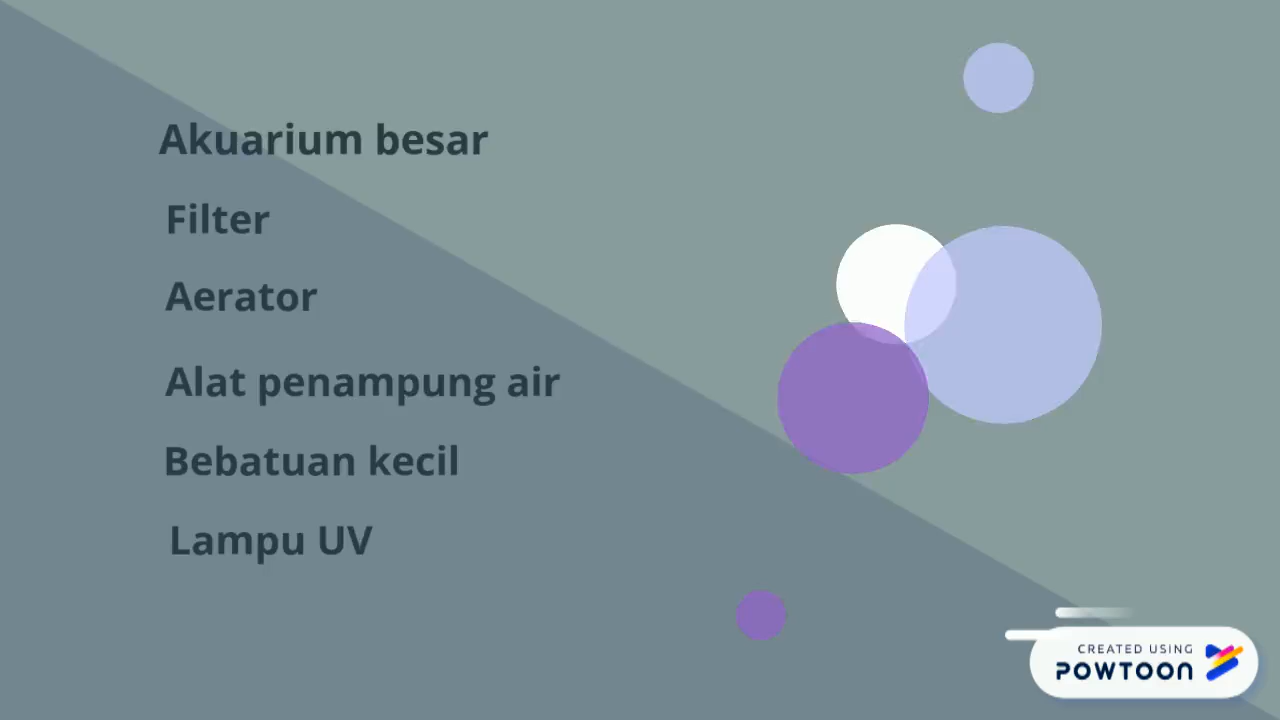 Akuarium besar
Filter
Aerator
Alat penampung air
Bebatuan kecil
Lampu UV
CREATED USING
POWTOON